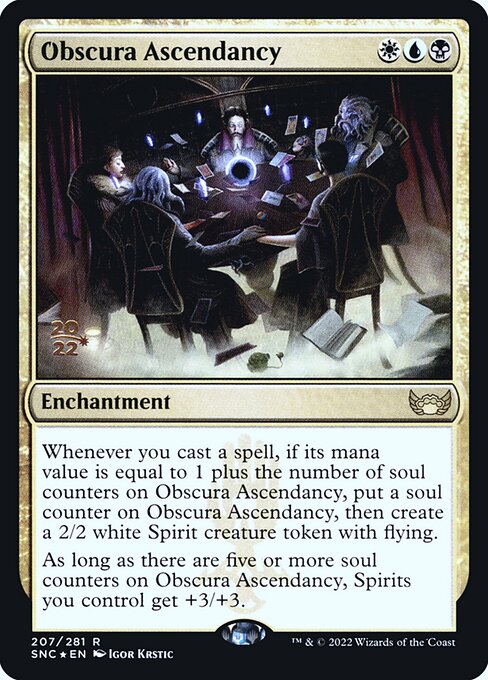 Obscura Ascendancy
20
22
Enchantment
Whenever you cast a spell, if its mana
value is equal to 1 plus the number of soul
counters on Obscura Ascendancy, put a soul
counter on Obscura Ascendancy, then create
a 2/2 white Spirit creature token with flying.
As long as there are five or more soul
counters on Obscura Ascendancy, Spirits
you control get +3/+3.
207/281 R
SNC ★ EN Igor Krstic
™ & © 2022 Wizards of the Coast